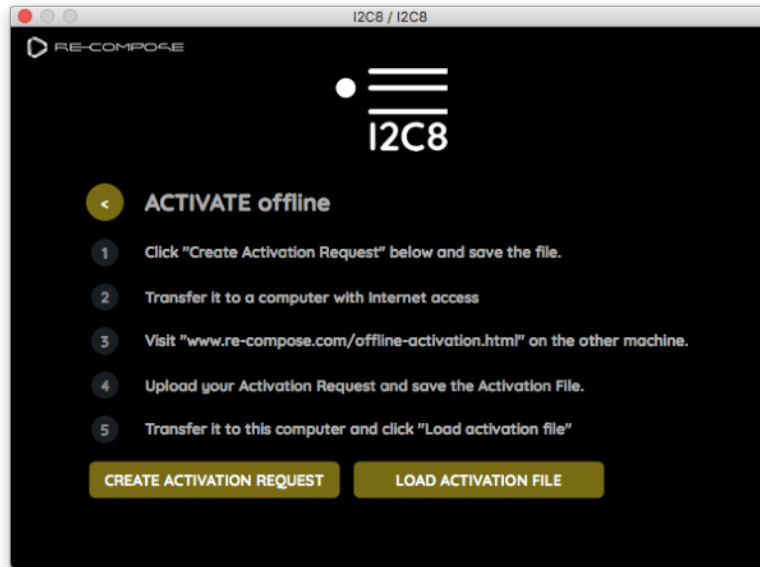 I2C8 / I2C8
RE-COMPOSE
I2C8
< ACTIVATE offline
1 Click "Create Activation Request" below and save the file.
2 Transfer it to a computer with Internet access
3 Visit "www.re-compose.com/offline-activation.html" on the other machine.
4 Upload your Activation Request and save the Activation File.
5 Transfer it to this computer and click "Load activation file"
CREATE ACTIVATION REQUEST LOAD ACTIVATION FILE